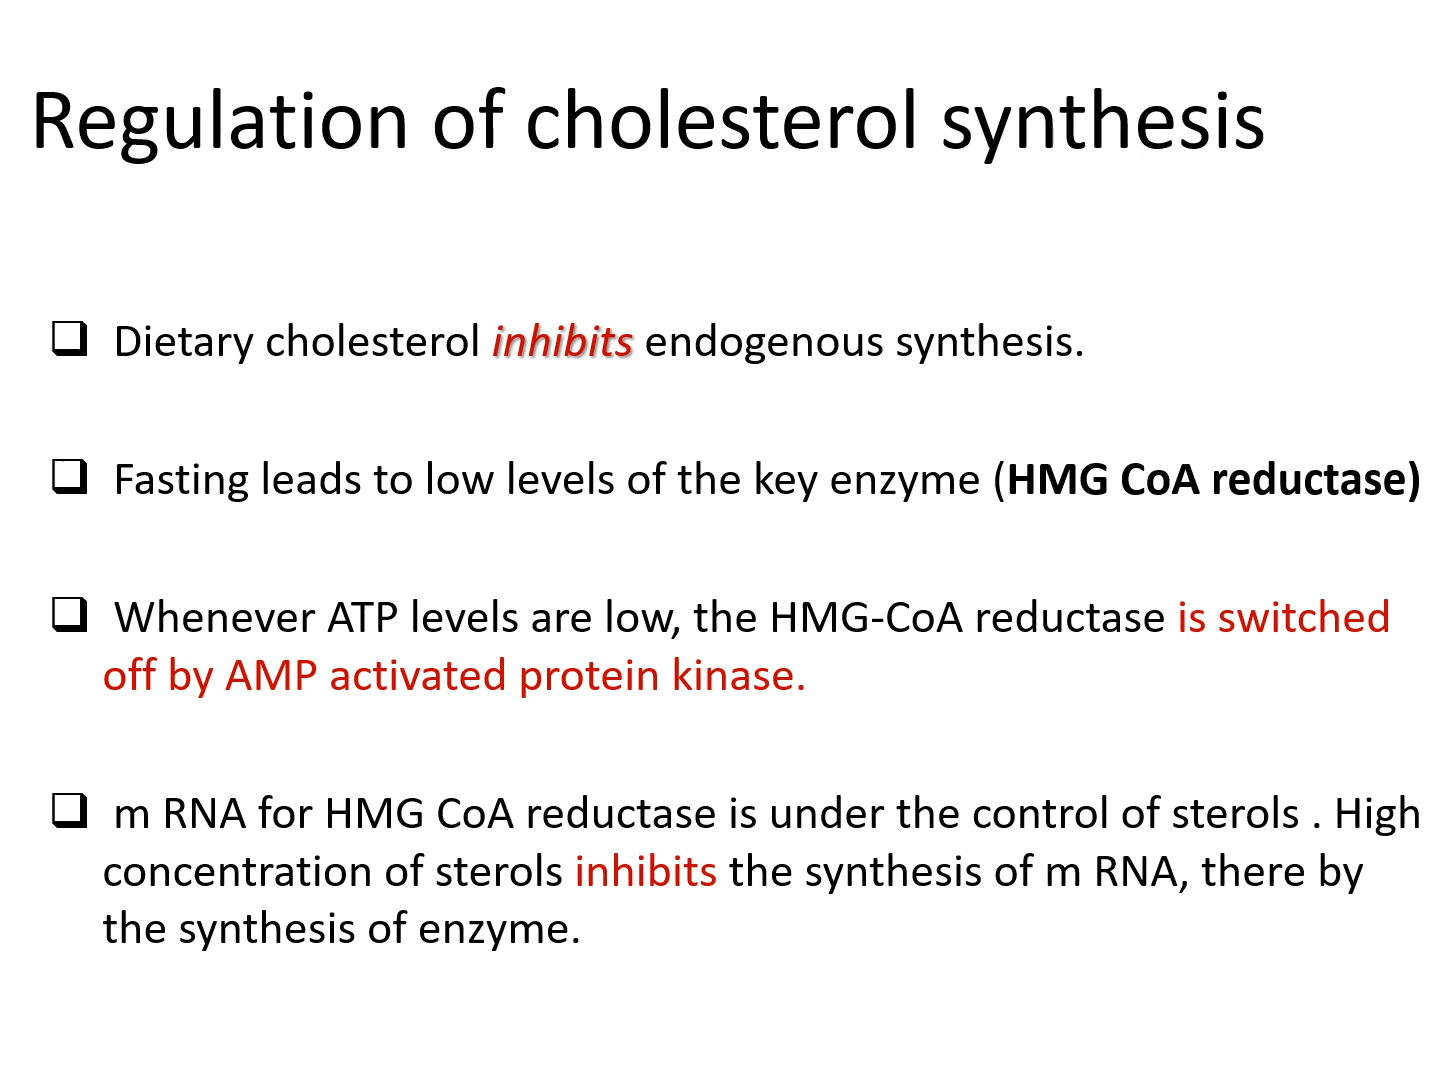 Regulation of cholesterol synthesis
Dietary cholesterol inhibits endogenous synthesis.
Fasting leads to low levels of the key enzyme (HMG CoA reductase)
Whenever ATP levels are low, the HMG-CoA reductase is switched
off by AMP activated protein kinase.
m RNA for HMG CoA reductase is under the control of sterols . High
concentration of sterols inhibits the synthesis of m RNA, there by
the synthesis of enzyme.